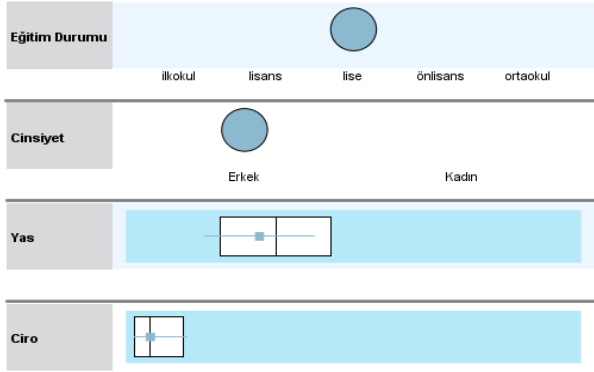 Eğitim Durumu
ilkokul lisans lise önlisans ortaokul
Cinsiyet
Erkek Kadın
Yas
Ciro